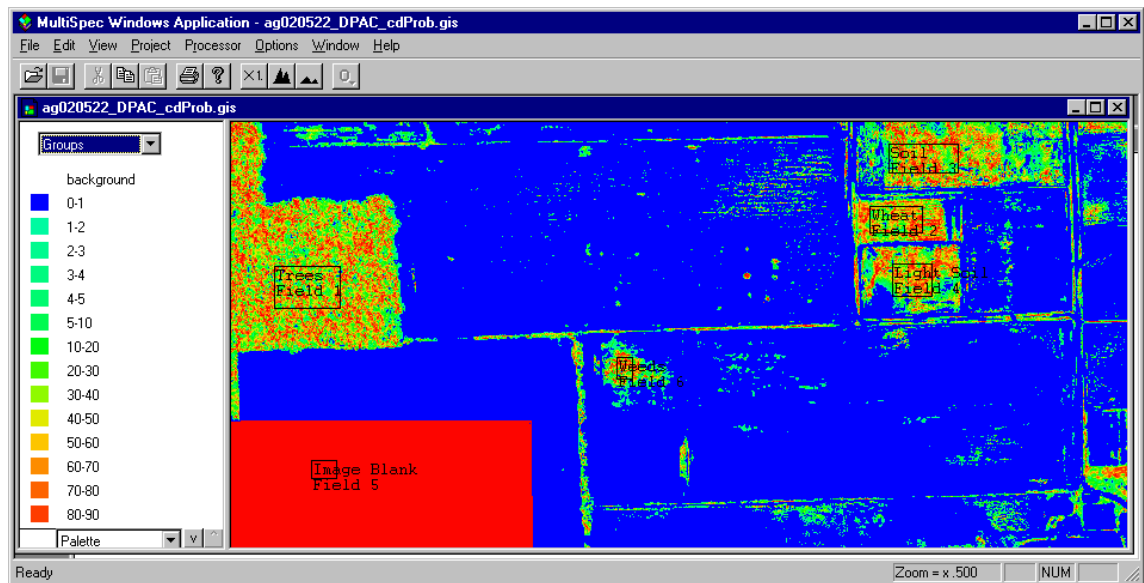 MultiSpec Windows Application - ag020522_DPAC_cdProb.gis
File Edit View Project Processor Options Window Help
X1
ag020522_DPAC_cdProb.gis
Groups
background
0-1
1-2
2-3
3-4
4-5
5-10
10-20
20-30
30-40
40-50
50-60
60-70
70-80
80-90
Palette
V
Soil
Field 3
Wheat
Field 2
Light Soil
Field 4
Trees
Field 1
Weeds
Field 6
Image Blank
Field 5
Ready
Zoom = x .500
NUM